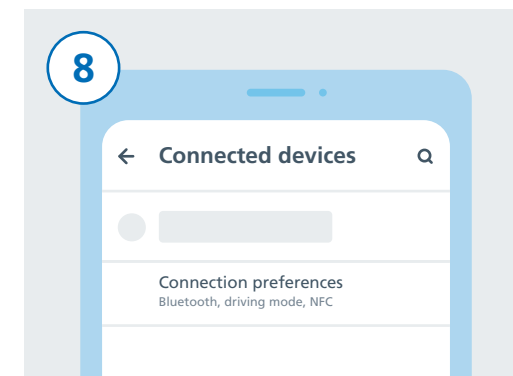 8
Connected devices
Connection preferences
Bluetooth, driving mode, NFC